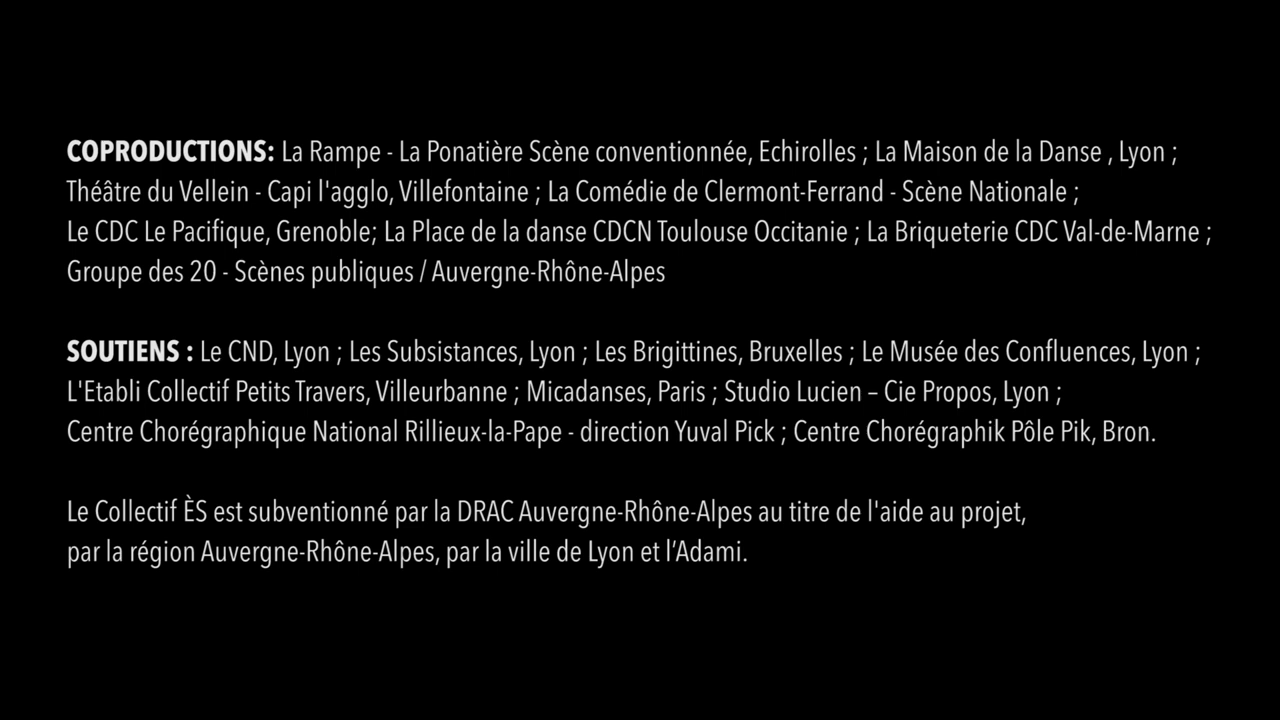 COPRODUCTIONS: La Rampe - La Ponatière Scène conventionnée, Echirolles ; La Maison de la Danse , Lyon ;
Théâtre du Vellein - Capi l'agglo, Villefontaine ; La Comédie de Clermont-Ferrand - Scène Nationale ;
Le CDC Le Pacifique, Grenoble; La Place de la danse CDCN Toulouse Occitanie ; La Briqueterie CDC Val-de-Marne ;
Groupe des 20 - Scènes publiques / Auvergne-Rhône-Alpes
SOUTIENS : Le CND, Lyon ; Les Subsistances, Lyon ; Les Brigittines, Bruxelles ; Le Musée des Confluences, Lyon ;
L'Etabli Collectif Petits Travers, Villeurbanne ; Micadanses, Paris ; Studio Lucien – Cie Propos, Lyon ;
Centre Chorégraphique National Rillieux-la-Pape - direction Yuval Pick ; Centre Chorégraphik Pôle Pik, Bron.
Le Collectif ÈS est subventionné par la DRAC Auvergne-Rhône-Alpes au titre de l'aide au projet,
par la région Auvergne-Rhône-Alpes, par la ville de Lyon et l’Adami.